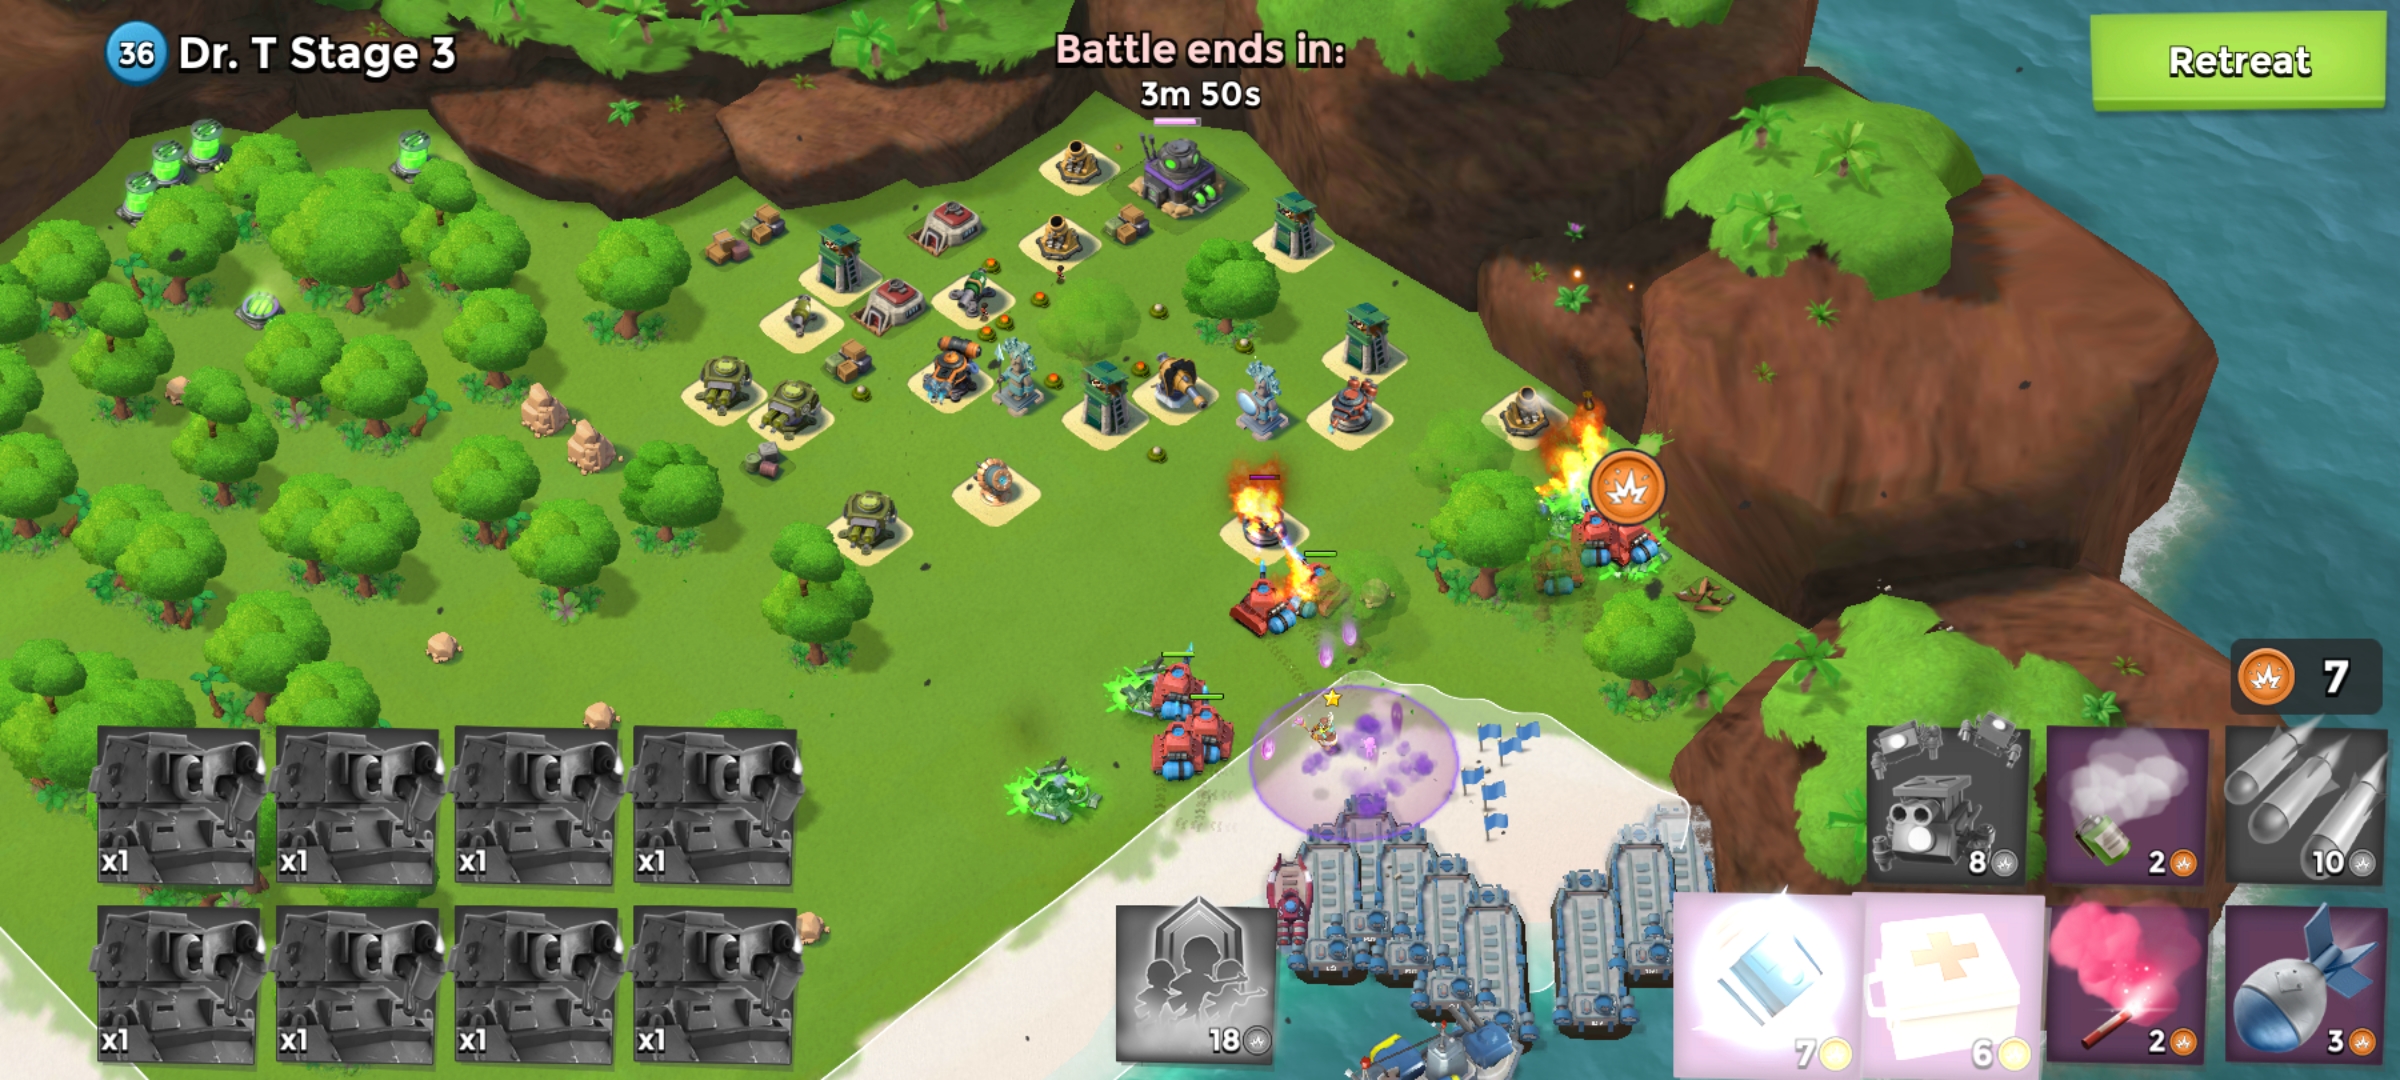 36 Dr. T Stage 3
Battle ends in:
3m 50s
Retreat
7
x1
x1
x1
x1
8
2
10
x1
x1
x1
x1
18
7
6
2
3